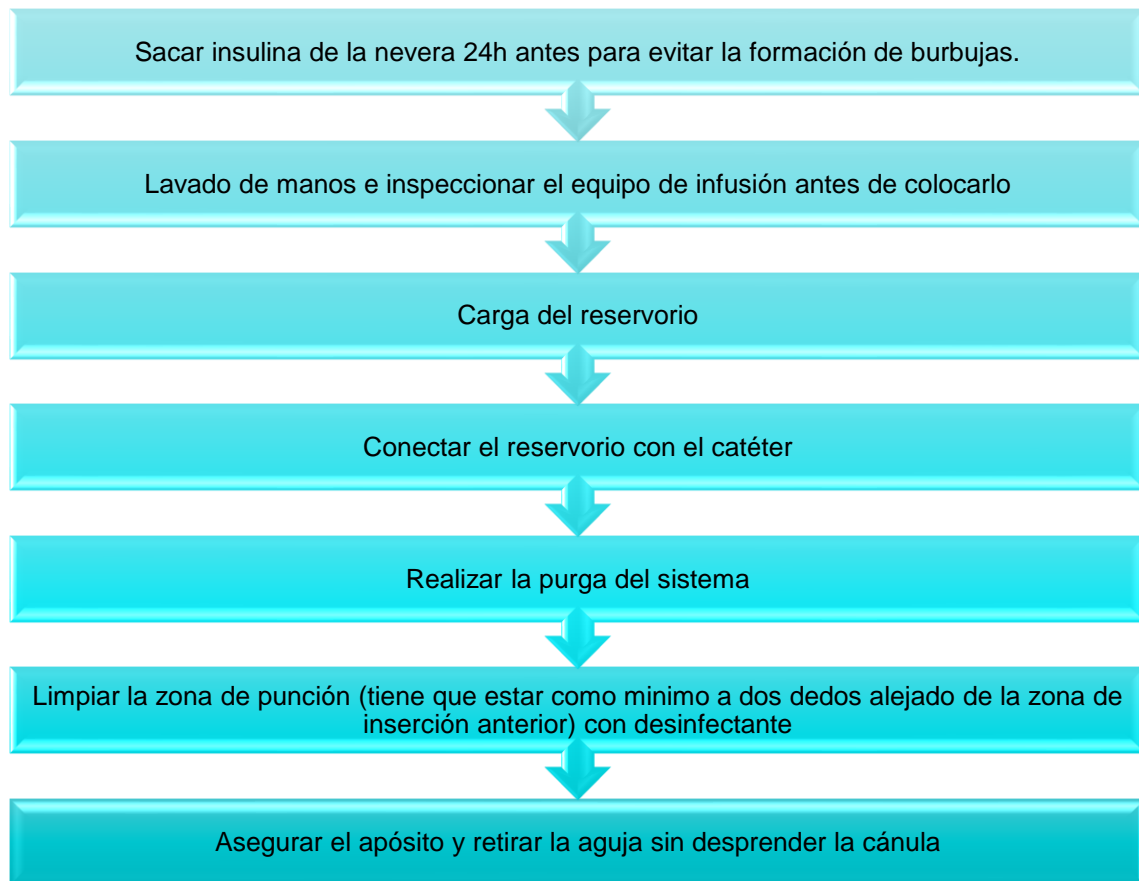 Sacar insulina de la nevera 24h antes para evitar la formación de burbujas.
Lavado de manos e inspeccionar el equipo de infusión antes de colocarlo
Carga del reservorio
Conectar el reservorio con el catéter
Realizar la purga del sistema
Limpiar la zona de punción (tiene que estar como minimo a dos dedos alejado de la zona de
inserción anterior) con desinfectante
Asegurar el apósito y retirar la aguja sin desprender la cánula